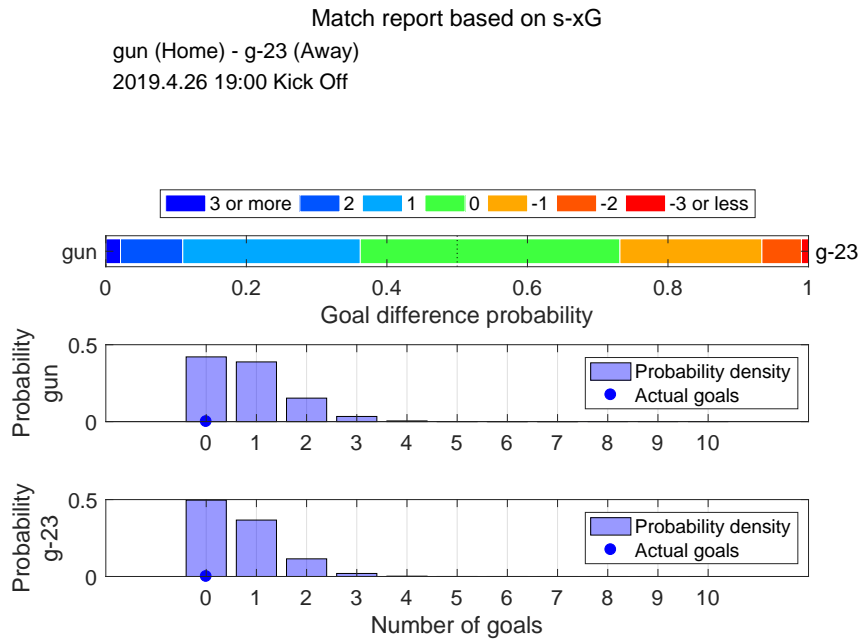 Match report based on s-xG
gun (Home) - g-23 (Away)
2019.4.26 19:00 Kick Off
3 or more 2 1 0 -1 -2 -3 or less
gun g-23
0 0.2 0.4 0.6 0.8 1
Goal difference probability
Probability
gun
0.5
0
Probability density
Actual goals
0 1 2 3 4 5 6 7 8 9 10
Probability
g-23
0.5
0
Probability density
Actual goals
0 1 2 3 4 5 6 7 8 9 10
Number of goals